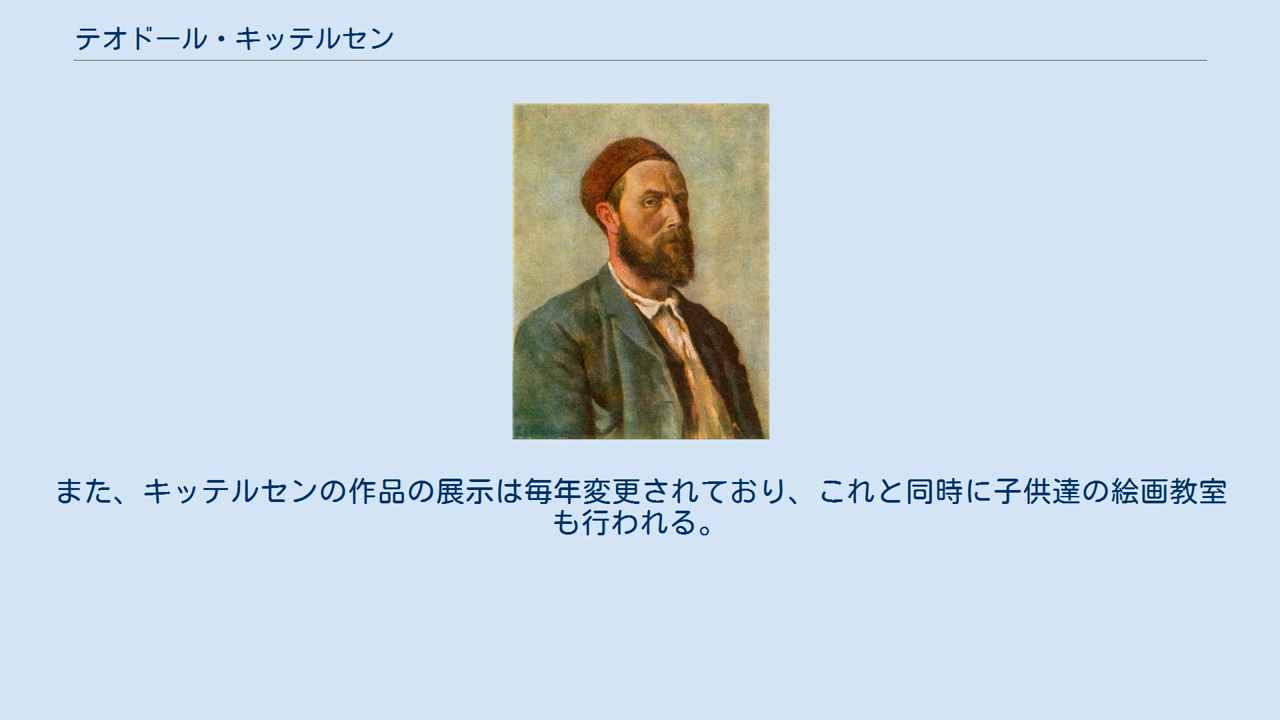 テオドール・キッテルセン
また、キッテルセンの作品の展示は毎年変更されており、これと同時に子供達の絵画教室
も行われる。